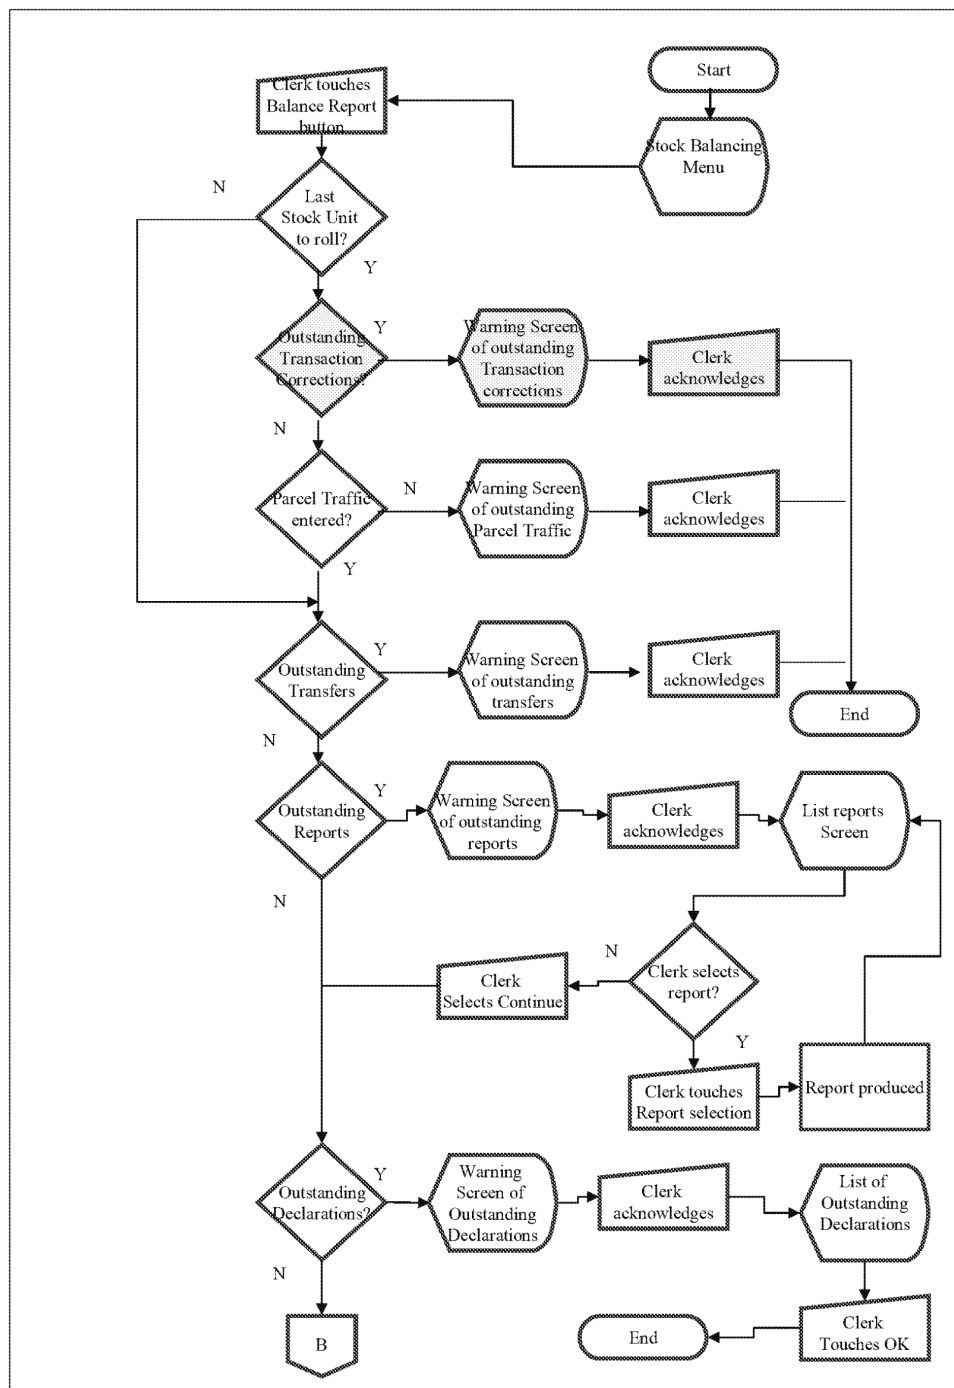 Start
Clerk touches
Balance Report
button
Stock Balancing
Menu
N
Last
Stock Unit
to roll?
Y
Outstanding
Transaction
Corrections?
Y
Warning Screen
of outstanding
Transaction
corrections
Clerk
acknowledges
N
Parcel Traffic
entered?
N
Warning Screen
of outstanding
Parcel Traffic
Clerk
acknowledges
Y
Outstanding
Transfers
Y
Warning Screen
of outstanding
transfers
Clerk
acknowledges
End
N
Outstanding
Reports
Y
Warning Screen
of outstanding
reports
Clerk
acknowledges
List reports
Screen
N
Clerk selects
report?
N
Clerk
Selects Continue
Y
Clerk touches
Report selection
Report produced
Outstanding
Declarations?
Y
Warning
Screen of
Outstanding
Declarations
Clerk
acknowledges
List of
Outstanding
Declarations
N
B
End
Clerk
Touches OK